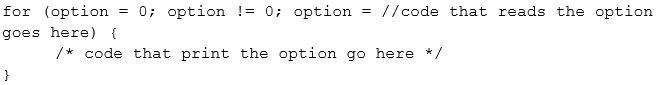 for (option = 0; option != 0; option = //code that reads the option
goes here) {
      /* code that print the option go here */
}